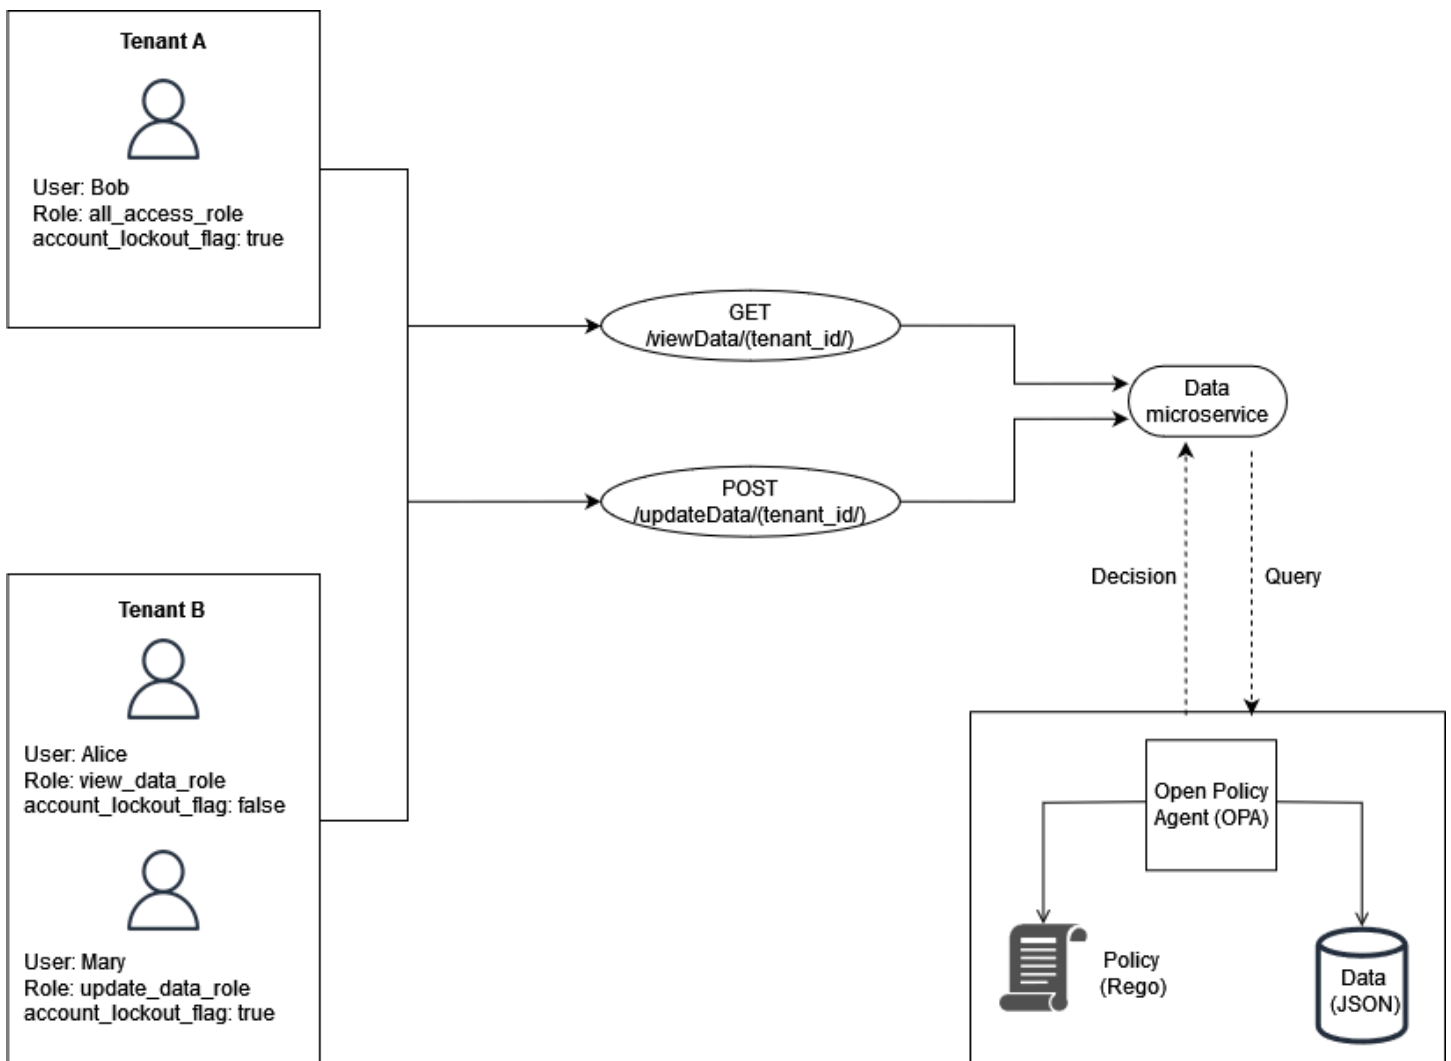 Tenant A
User: Bob
Role: all_access_role
account_lockout_flag: true
GET
/viewData/(tenant_id/)
Data
microservice
POST
/updateData/(tenant_id/)
Decision
Query
Tenant B
User: Alice
Role: view_data_role
account_lockout_flag: false
User: Mary
Role: update_data_role
account_lockout_flag: true
Open Policy
Agent (OPA)
Policy
(Rego)
Data
(JSON)